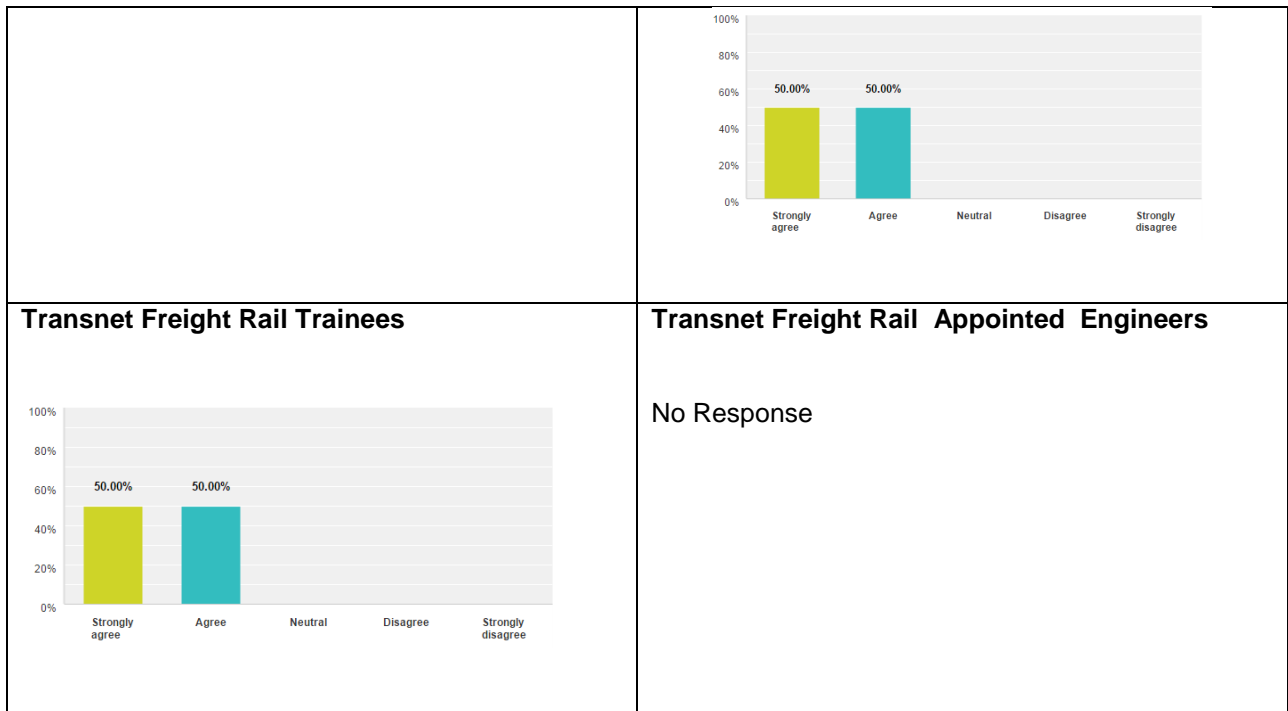 100%
80%
60%
40%
20%
0%
50.00% 50.00%
Strongly agree Agree Neutral Disagree Strongly disagree
Transnet Freight Rail Trainees
100%
80%
60%
40%
20%
0%
50.00% 50.00%
Strongly agree Agree Neutral Disagree Strongly disagree
Transnet Freight Rail Appointed Engineers
No Response